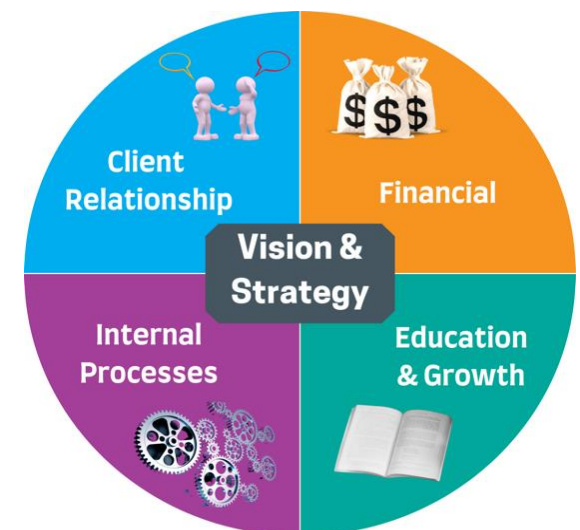 Client
Relationship
Financial
$ $ $
Vision &
Strategy
Internal
Processes
Education
& Growth